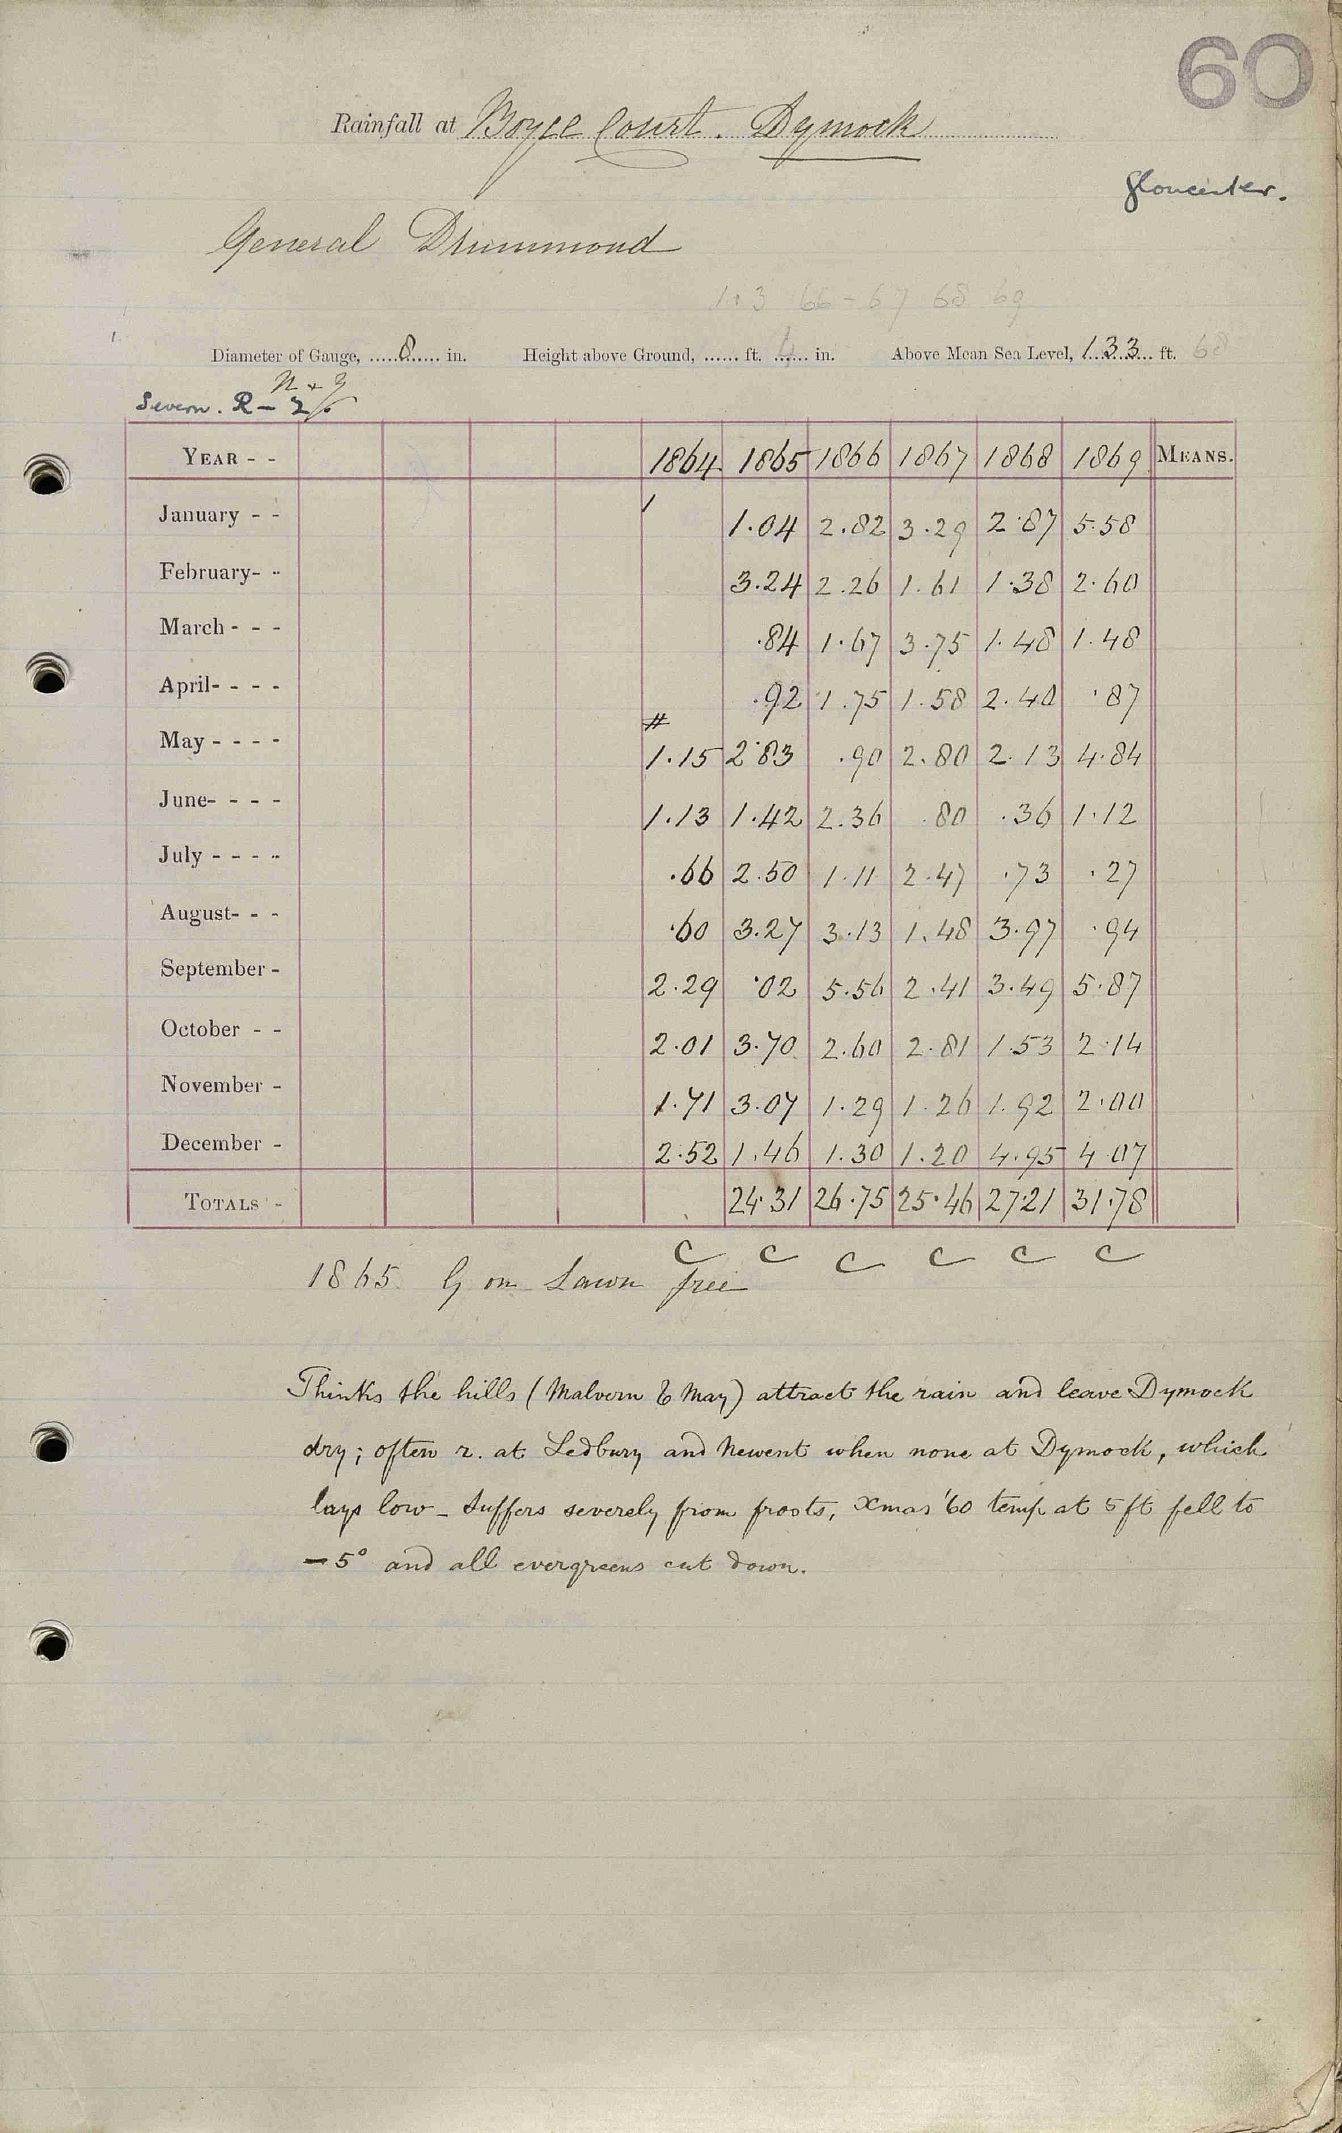 60
Rainfall at Boyce Court. Dymock
Gloucester.
General Drummond
66 - 67 68 69
Diameter of Gauge, 8 in. Height above Ground, ft. in. Above Mean Sea Level, 133 ft. 68
Severn. R -
YEAR - - 1864 1865 1866 1867 1868 1869 MEANS.
January - - 1.04 2.82 3.29 2.87 5.58
February- - 3.24 2.26 1.61 1.38 2.60
March - - - .84 1.67 3.75 1.48 1.48
April- - - - .92 1.75 1.58 2.40 .87
May - - - - 1.15 2.83 .90 2.80 2.13 4.84
June- - - - 1.13 1.42 2.36 .80 .36 1.12
July - - - - .66 2.50 1.11 2.47 .73 .27
August- - - .60 3.27 3.13 1.48 3.97 .94
September - 2.29 .02 5.56 2.41 3.49 5.87
October - - 2.01 3.70 2.60 2.81 1.53 2.14
November - 1.71 3.07 1.29 1.26 1.92 2.00
December - 2.52 1.46 1.30 1.20 4.95 4.07
TOTALS - 24.31 26.75 25.46 27.21 31.78
C C C C C C
1865. G on Lawn free
Thinks the hills (Malvern & May) attract the rain and leave Dymock
dry; often r. at Ledbury and Newent when none at Dymock, which
lays low - Suffers severely from frosts, Xmas '60 temp at 5 ft fell to
- 5° and all evergreens cut down.